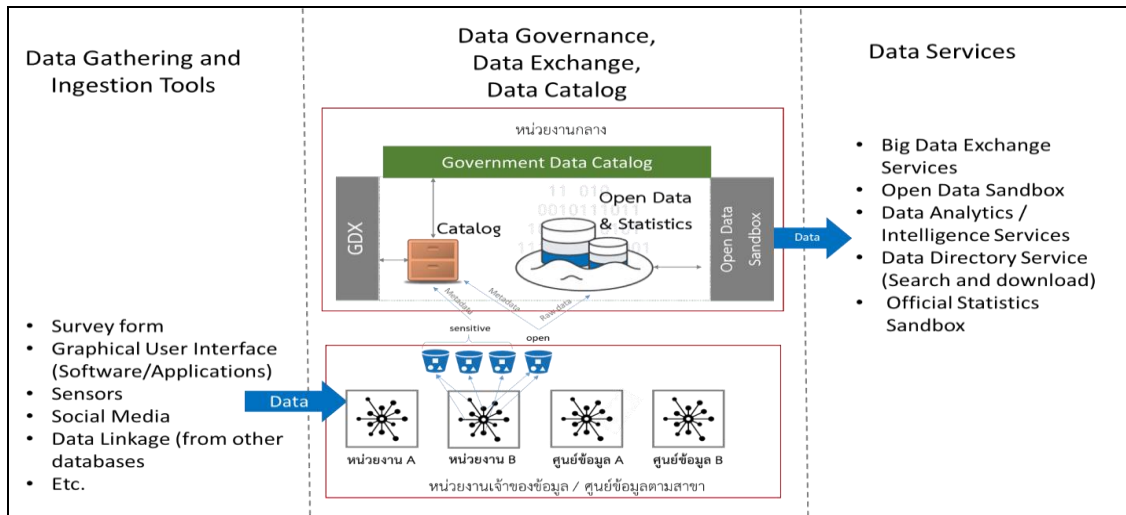 Data Gathering and
Ingestion Tools
• Survey form
• Graphical User Interface
(Software/Applications)
• Sensors
• Social Media
• Data Linkage (from other
databases
• Etc.
Data
Data Governance,
Data Exchange,
Data Catalog
หน่วยงานกลาง
Government Data Catalog
GDX
Catalog
11 010
0010111011
Open Data
& Statistics
Open Data
Sandbox
Metadata
Metadata
Raw data
sensitive
open
หน่วยงาน A
หน่วยงาน B
ศูนย์ข้อมูล A
ศูนย์ข้อมูล B
หน่วยงานเจ้าของข้อมูล / ศูนย์ข้อมูลตามสาขา
Data
Data Services
• Big Data Exchange
Services
• Open Data Sandbox
• Data Analytics /
Intelligence Services
• Data Directory Service
(Search and download)
• Official Statistics
Sandbox